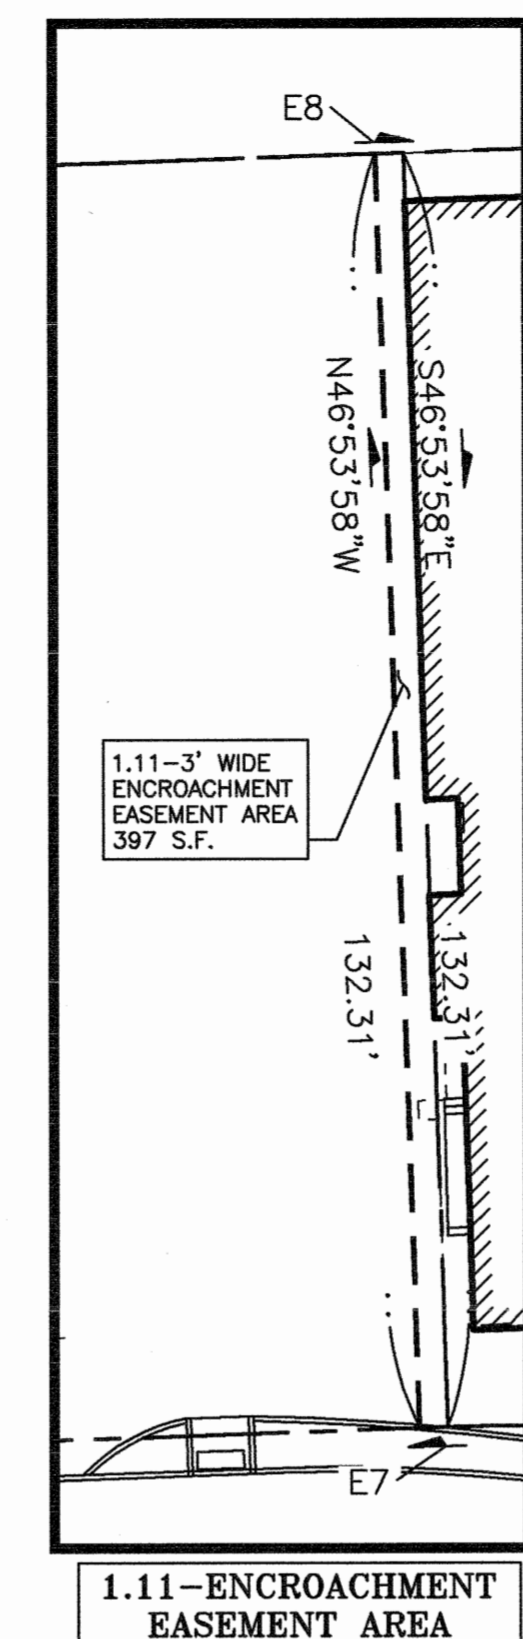 E8
N46°53'58"W
S46°53'58"E
1.11-3' WIDE
ENCROACHMENT
EASEMENT AREA
397 S.F.
132.31'
132.31'
E7
1.11-ENCROACHMENT
EASEMENT AREA